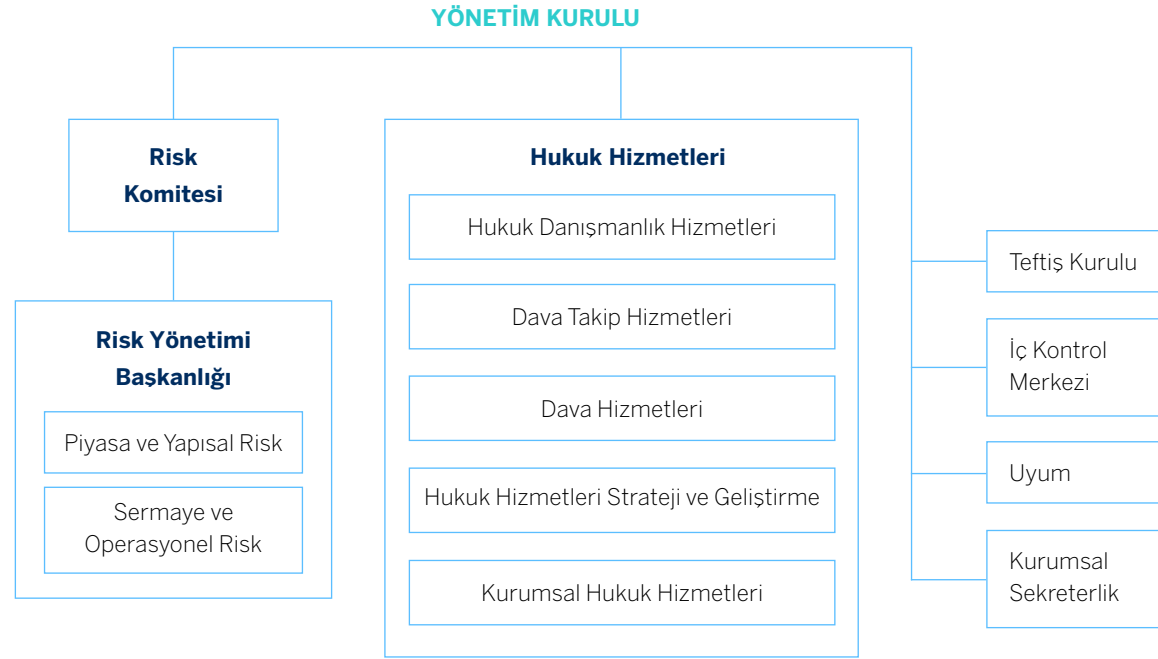 YÖNETİM KURULU
Risk
Komitesi
Risk Yönetimi
Başkanlığı
Piyasa ve Yapısal Risk
Sermaye ve
Operasyonel Risk
Hukuk Hizmetleri
Hukuk Danışmanlık Hizmetleri
Dava Takip Hizmetleri
Dava Hizmetleri
Hukuk Hizmetleri Strateji ve Geliştirme
Kurumsal Hukuk Hizmetleri
Teftiş Kurulu
İç Kontrol
Merkezi
Uyum
Kurumsal
Sekreterlik